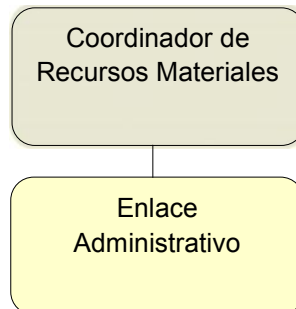 Coordinador de
Recursos Materiales
Enlace
Administrativo